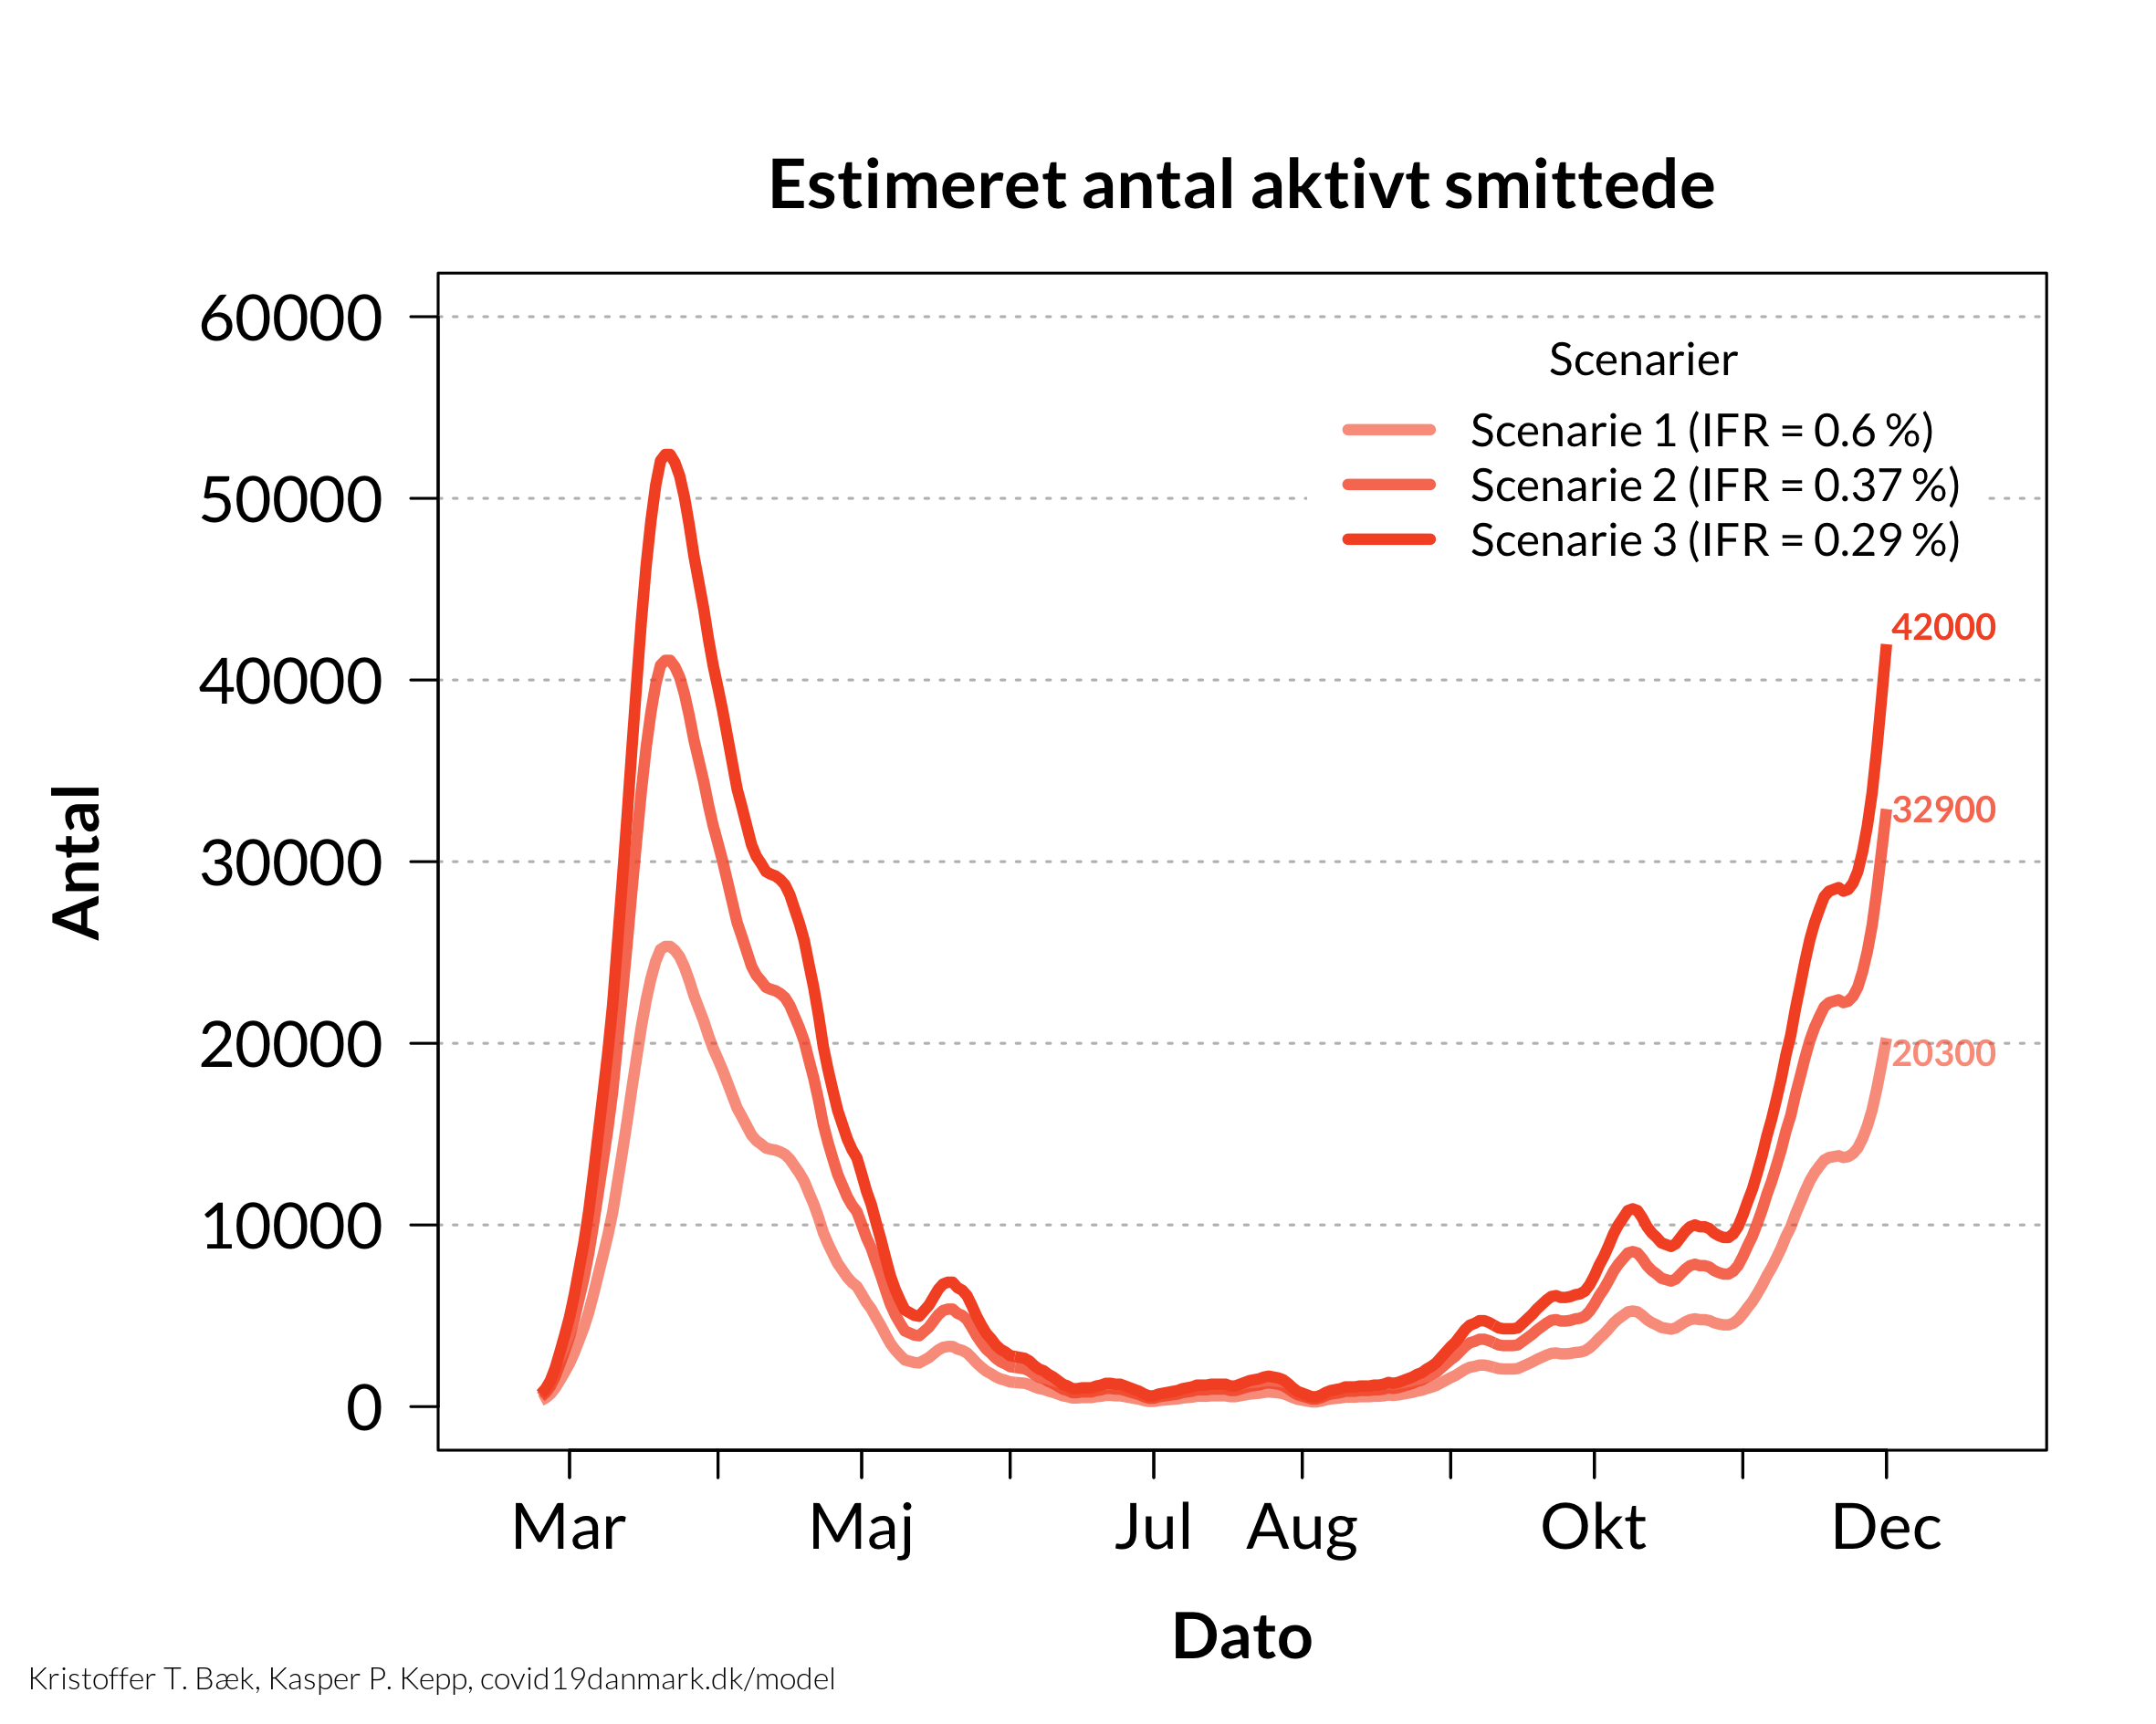 Estimeret antal aktivt smittede
60000
50000
40000
30000
20000
10000
0
Antal
Scenarier
Scenarie 1 (IFR = 0.6 %)
Scenarie 2 (IFR = 0.37 %)
Scenarie 3 (IFR = 0.29 %)
42000
32900
20300
Mar Maj Jul Aug Okt Dec
Dato
Kristoffer T. Bæk, Kasper P. Kepp, covid19danmark.dk/model